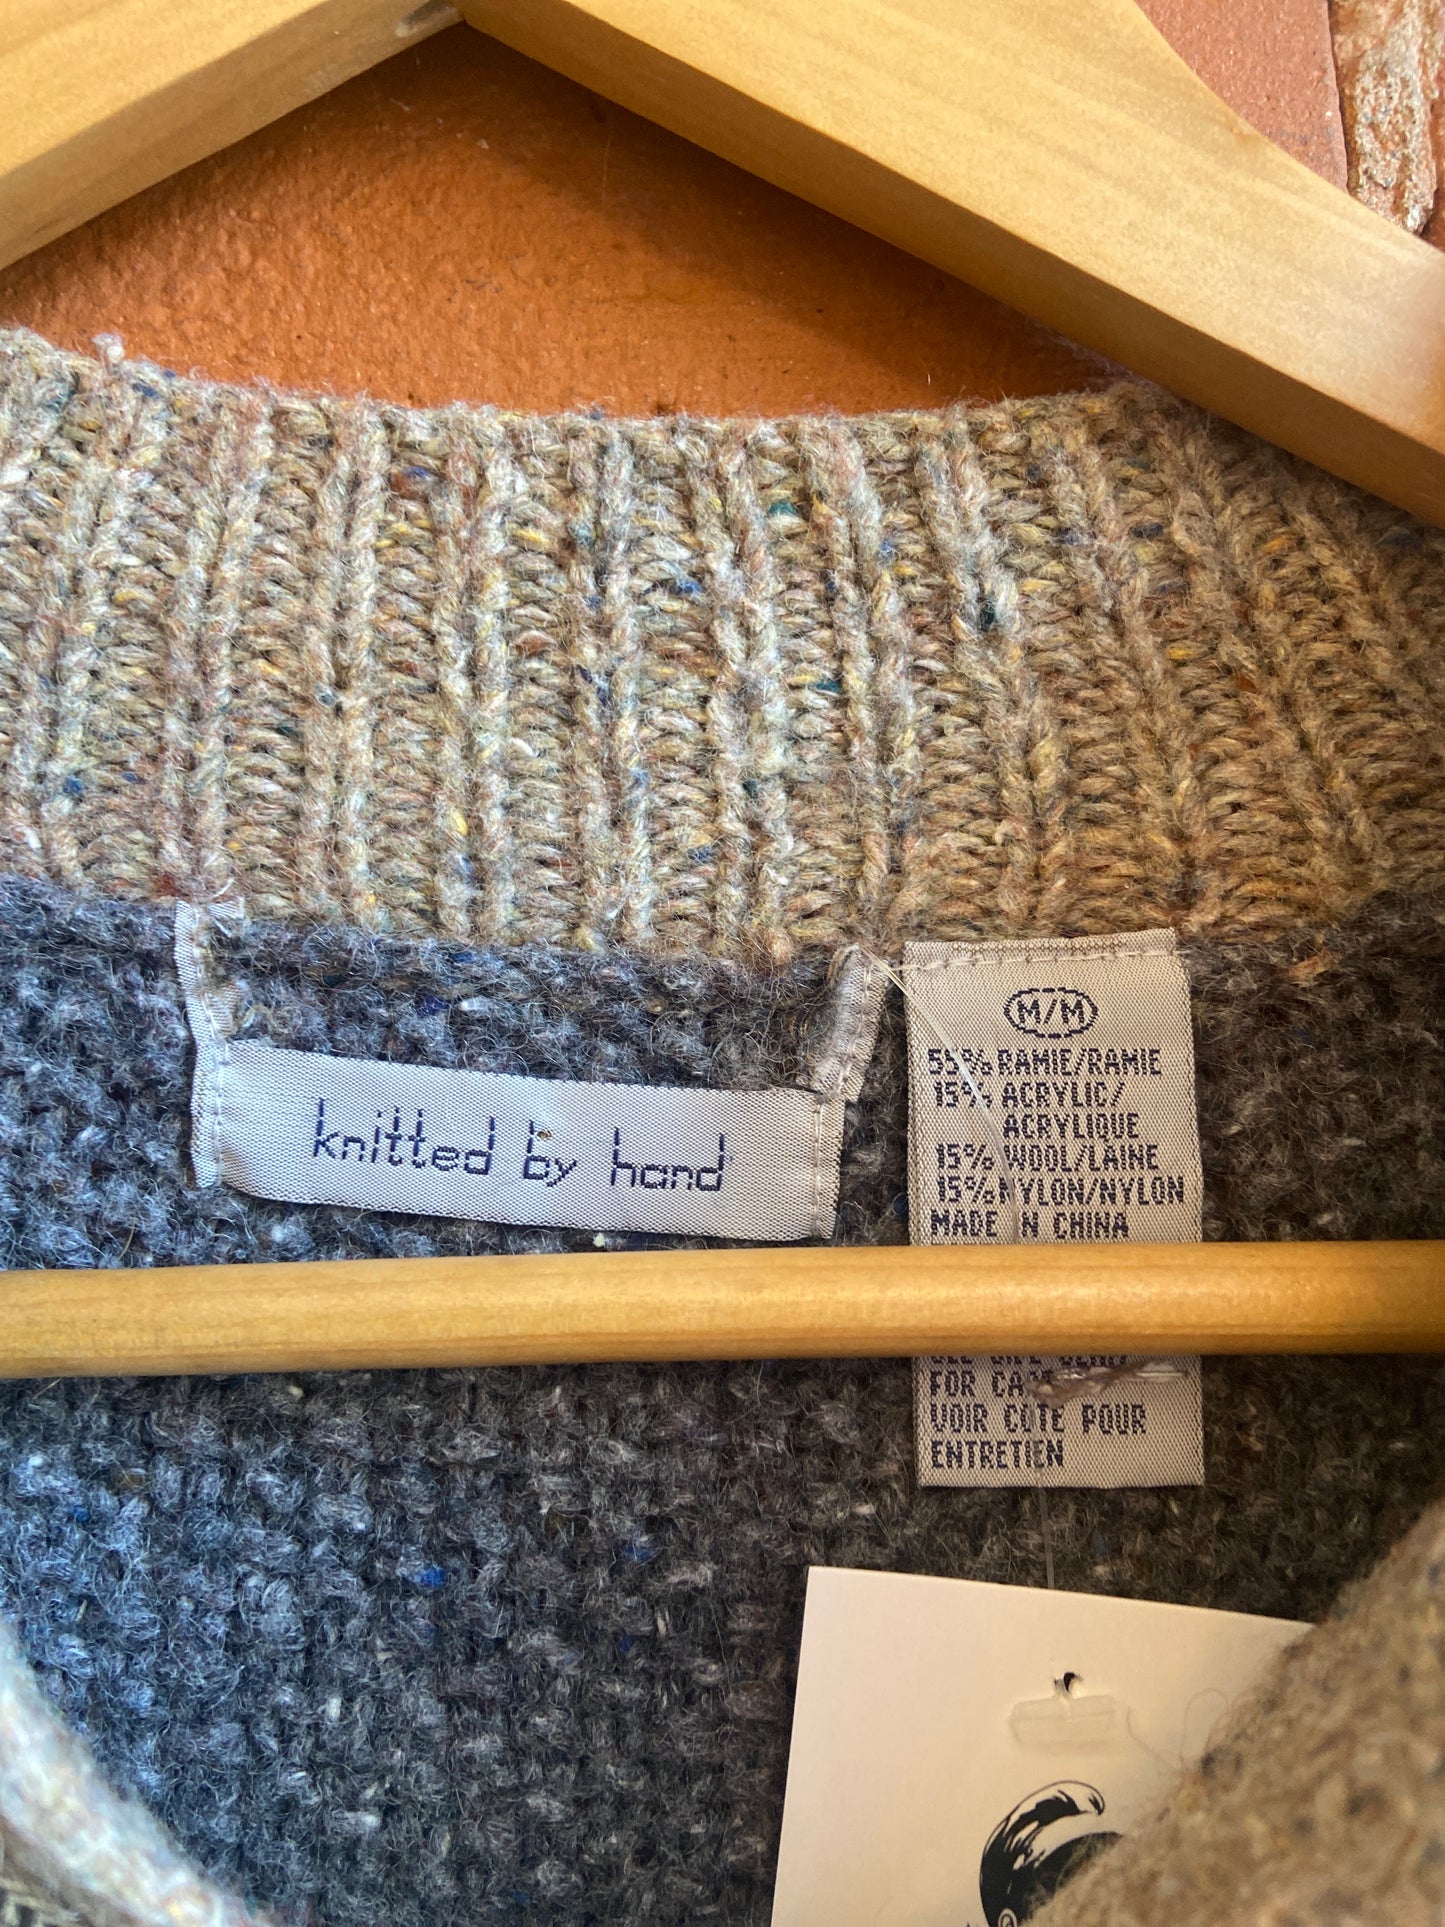 knitted by hand
M/M
55% RAMIE/RAMIE
15% ACRYLIC/
ACRYLIQUE
15% WOOL/LAINE
15% NYLON/NYLON
MADE IN CHINA
FOR
VOIR COTE POUR
ENTRETIEN